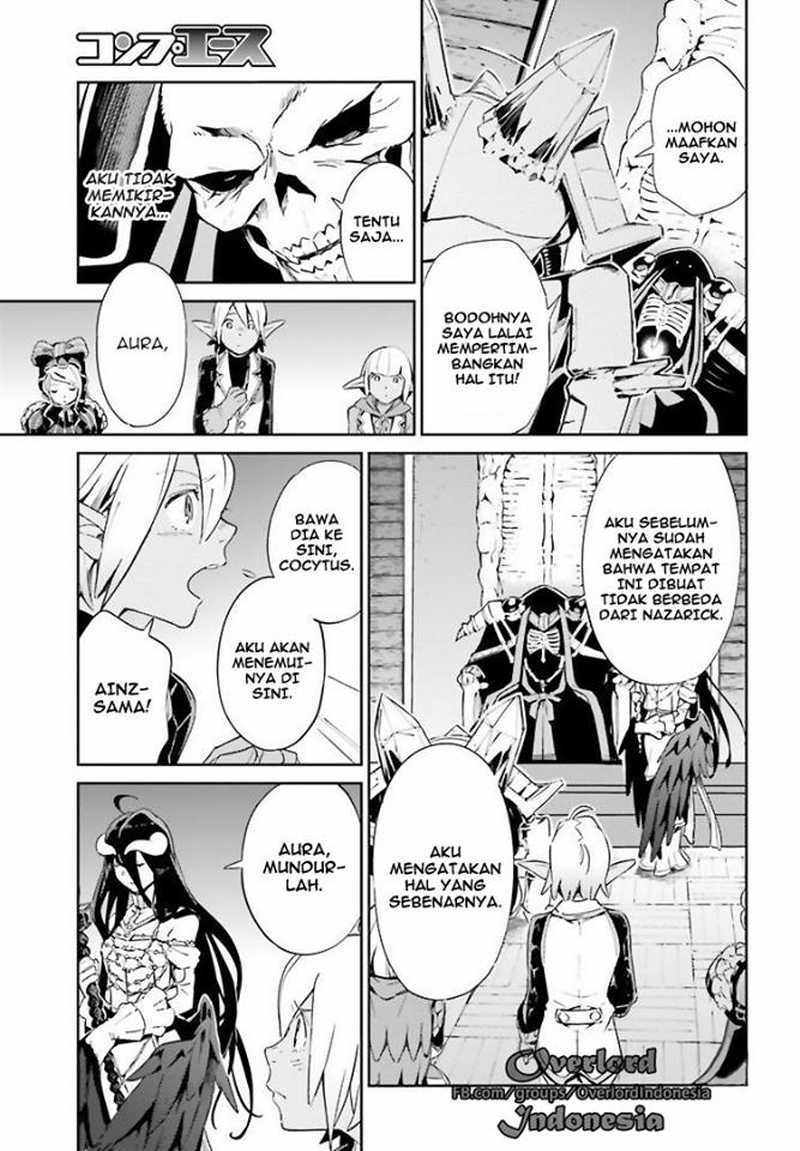 コンプエース
...MOHON
MAAFKAN
SAYA.
BODOHNYA
SAYA LALAI
MEMPERTIM-
BANGKAN
HAL ITU!
AKU TIDAK
MEMIKIR-
KANNYA...
TENTU
SAJA...
AURA,
AKU SEBELUM-
NYA SUDAH
MENGATAKAN
BAHWA TEMPAT
INI DIBUAT
TIDAK BERBEDA
DARI NAZARICK.
AKU
MENGATAKAN
HAL YANG
SEBENARNYA.
BAWA
DIA KE
SINI,
COCYTUS.
AKU AKAN
MENEMUI-
NYA DI
SINI.
AINZ-
SAMA!
AURA,
MUNDUR-
LAH.
Overlord
FB.com/groups/OverlordIndonesia
Indonesia